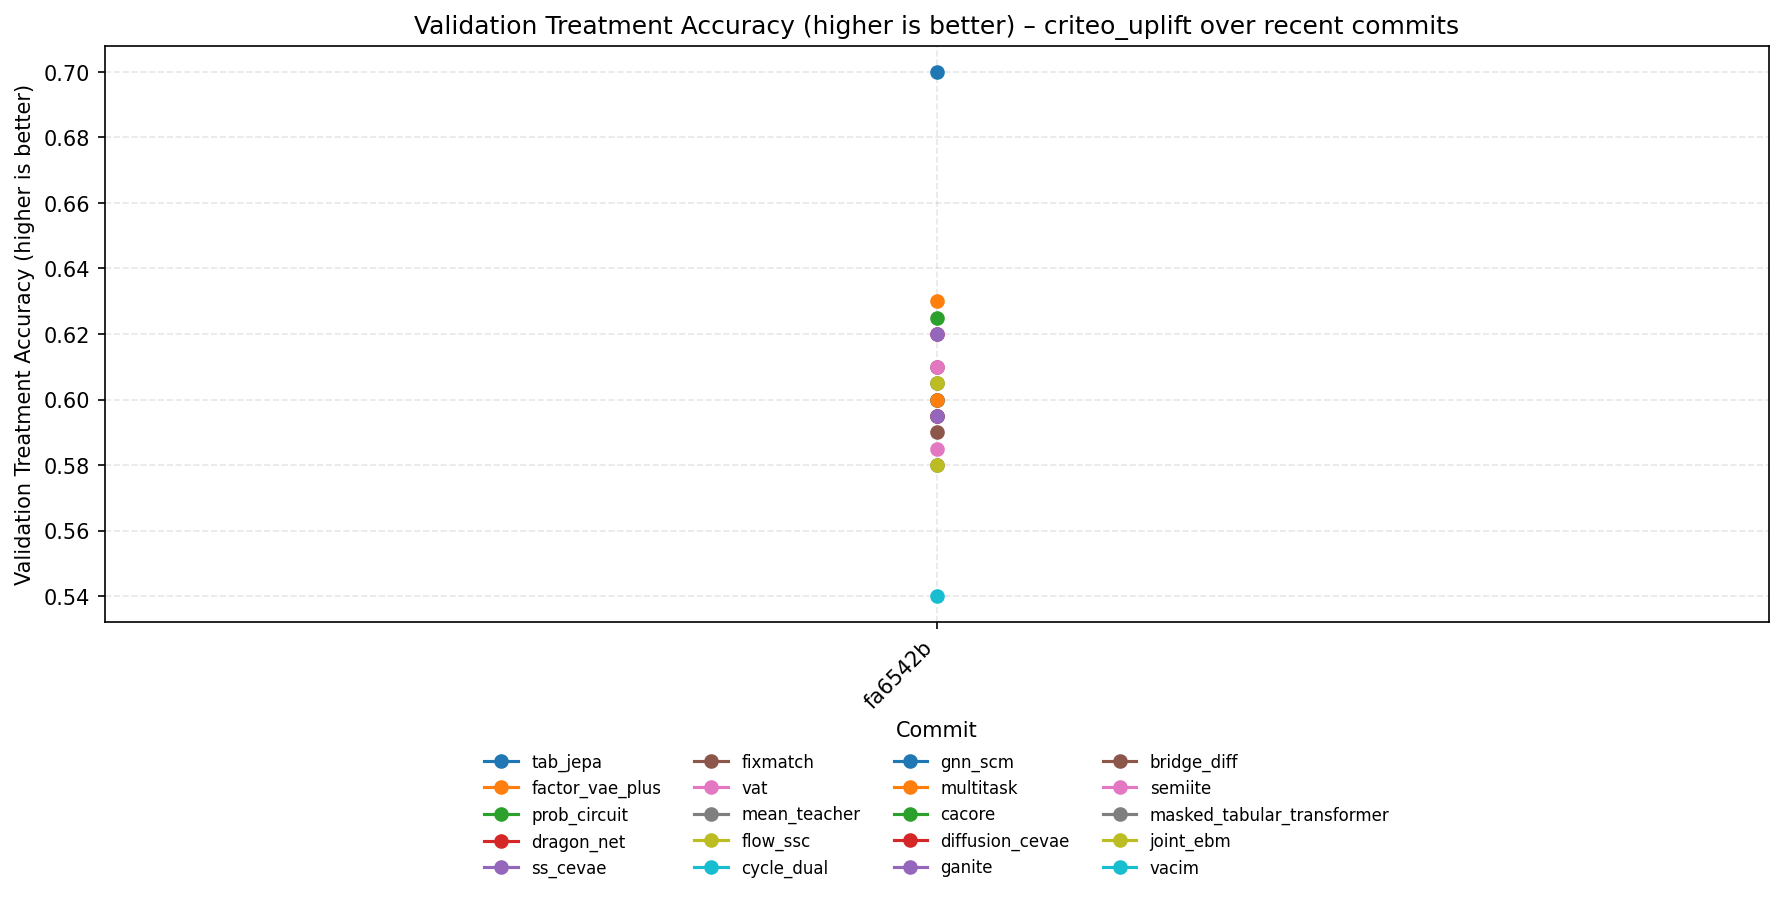 Validation Treatment Accuracy (higher is better) – criteo_uplift over recent commits
Validation Treatment Accuracy (higher is better)
0.70
0.68
0.66
0.64
0.62
0.60
0.58
0.56
0.54
fa6542b
Commit
tab_jepa
factor_vae_plus
prob_circuit
dragon_net
ss_cevae
fixmatch
vat
mean_teacher
flow_ssc
cycle_dual
gnn_scm
multitask
cacore
diffusion_cevae
ganite
bridge_diff
semiite
masked_tabular_transformer
joint_ebm
vacim